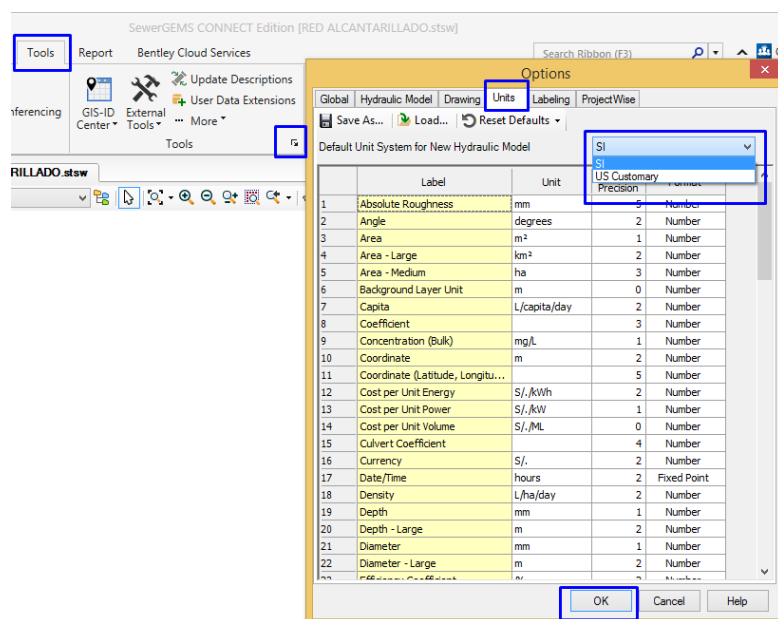 SewerGEMS CONNECT Edition [RED ALCANTARILLADO.stsw]
Tools Report Bentley Cloud Services Search Ribbon (F3)
Update Descriptions
User Data Extensions
More
GIS-ID Center
External Tools
Tools
RILLADO.stsw
Options
Global Hydraulic Model Drawing Units Labeling ProjectWise
Save As... Load... Reset Defaults
Default Unit System for New Hydraulic Model SI
SI
US Customary
Label Unit Precision
1 Absolute Roughness mm 5 Number
2 Angle degrees 2 Number
3 Area m² 1 Number
4 Area - Large km² 2 Number
5 Area - Medium ha 3 Number
6 Background Layer Unit m 0 Number
7 Capita L/capita/day 2 Number
8 Coefficient 3 Number
9 Concentration (Bulk) mg/L 1 Number
10 Coordinate m 2 Number
11 Coordinate (Latitude, Longitu... 5 Number
12 Cost per Unit Energy S/./kWh 2 Number
13 Cost per Unit Power S/./kW 1 Number
14 Cost per Unit Volume S/./ML 0 Number
15 Culvert Coefficient 4 Number
16 Currency S/. 2 Number
17 Date/Time hours 2 Fixed Point
18 Density L/ha/day 2 Number
19 Depth mm 1 Number
20 Depth - Large m 2 Number
21 Diameter mm 1 Number
22 Diameter - Large m 2 Number
OK Cancel Help